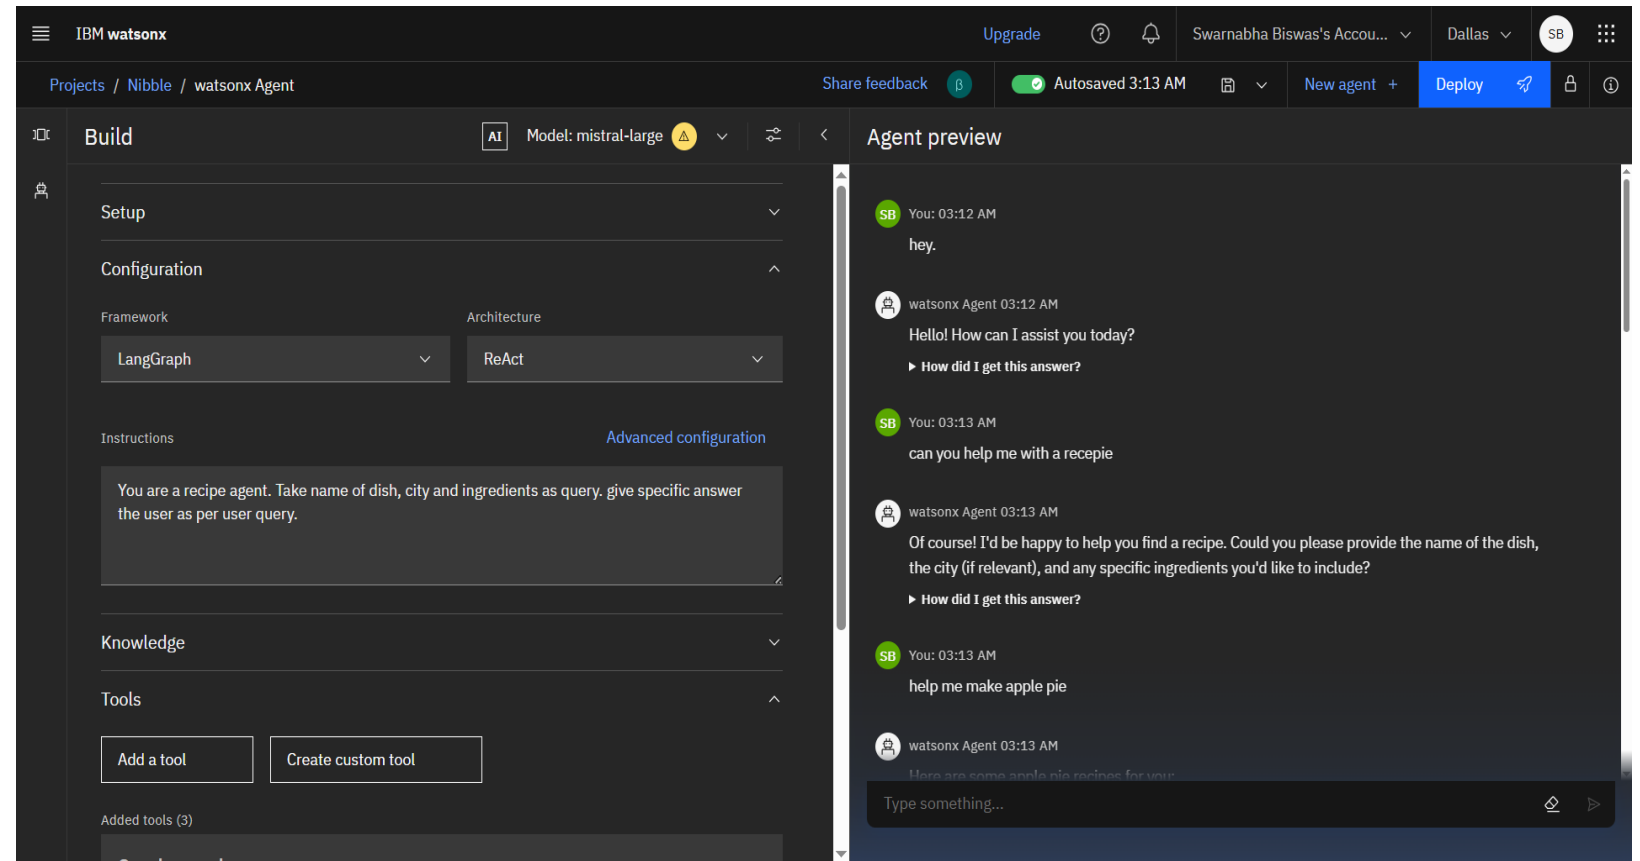 IBM watsonx
Upgrade
Swarnabha Biswas's Accou...
Dallas
SB
Projects / Nibble / watsonx Agent
Share feedback
β
Autosaved 3:13 AM
New agent +
Deploy
Build
AI
Model: mistral-large
Agent preview
Setup
Configuration
Framework
Architecture
LangGraph
ReAct
Instructions
Advanced configuration
You are a recipe agent. Take name of dish, city and ingredients as query. give specific answer
the user as per user query.
Knowledge
Tools
Add a tool
Create custom tool
Added tools (3)
SB
You: 03:12 AM
hey.
watsonx Agent 03:12 AM
Hello! How can I assist you today?
How did I get this answer?
SB
You: 03:13 AM
can you help me with a recepie
watsonx Agent 03:13 AM
Of course! I'd be happy to help you find a recipe. Could you please provide the name of the dish,
the city (if relevant), and any specific ingredients you'd like to include?
How did I get this answer?
SB
You: 03:13 AM
help me make apple pie
watsonx Agent 03:13 AM
Here are some apple pie recipes for you:
Type something...